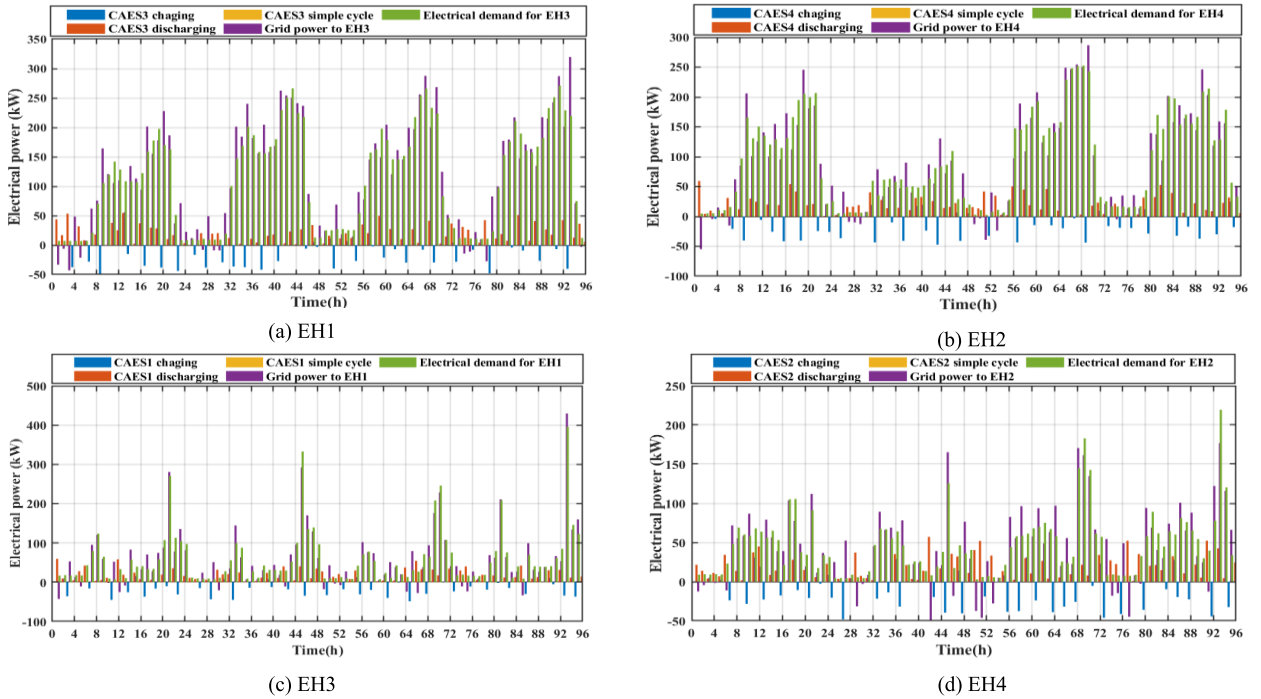 CAES3 chaging CAES3 simple cycle Electrical demand for EH3
CAES3 discharging Grid power to EH3
350
300
250
200
150
100
50
0
-50
Electrical power (kW)
0 4 8 12 16 20 24 28 32 36 40 44 48 52 56 60 64 68 72 76 80 84 88 92 96
Time(h)
(a) EH1
CAES4 chaging CAES4 simple cycle Electrical demand for EH4
CAES4 discharging Grid power to EH4
300
250
200
150
100
50
0
-50
-100
Electrical power (kW)
0 4 8 12 16 20 24 28 32 36 40 44 48 52 56 60 64 68 72 76 80 84 88 92 96
Time(h)
(b) EH2
CAES1 chaging CAES1 simple cycle Electrical demand for EH1
CAES1 discharging Grid power to EH1
500
400
300
200
100
0
-100
Electrical power (kW)
0 4 8 12 16 20 24 28 32 36 40 44 48 52 56 60 64 68 72 76 80 84 88 92 96
Time(h)
(c) EH3
CAES2 chaging CAES2 simple cycle Electrical demand for EH2
CAES2 discharging Grid power to EH2
250
200
150
100
50
0
-50
Electrical power (kW)
0 4 8 12 16 20 24 28 32 36 40 44 48 52 56 60 64 68 72 76 80 84 88 92 96
Time(h)
(d) EH4